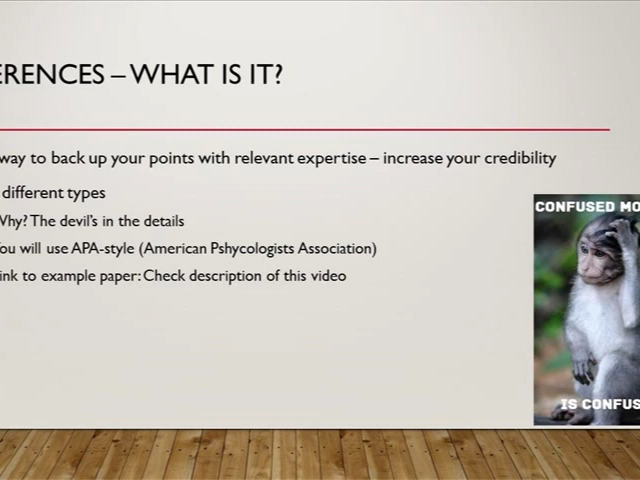 ERENCES – WHAT IS IT?
way to back up your points with relevant expertise – increase your credibility
different types
Why? The devil's in the details
You will use APA-style (American Pshycologists Association)
ink to example paper: Check description of this video
CONFUSED MO
IS CONFUS